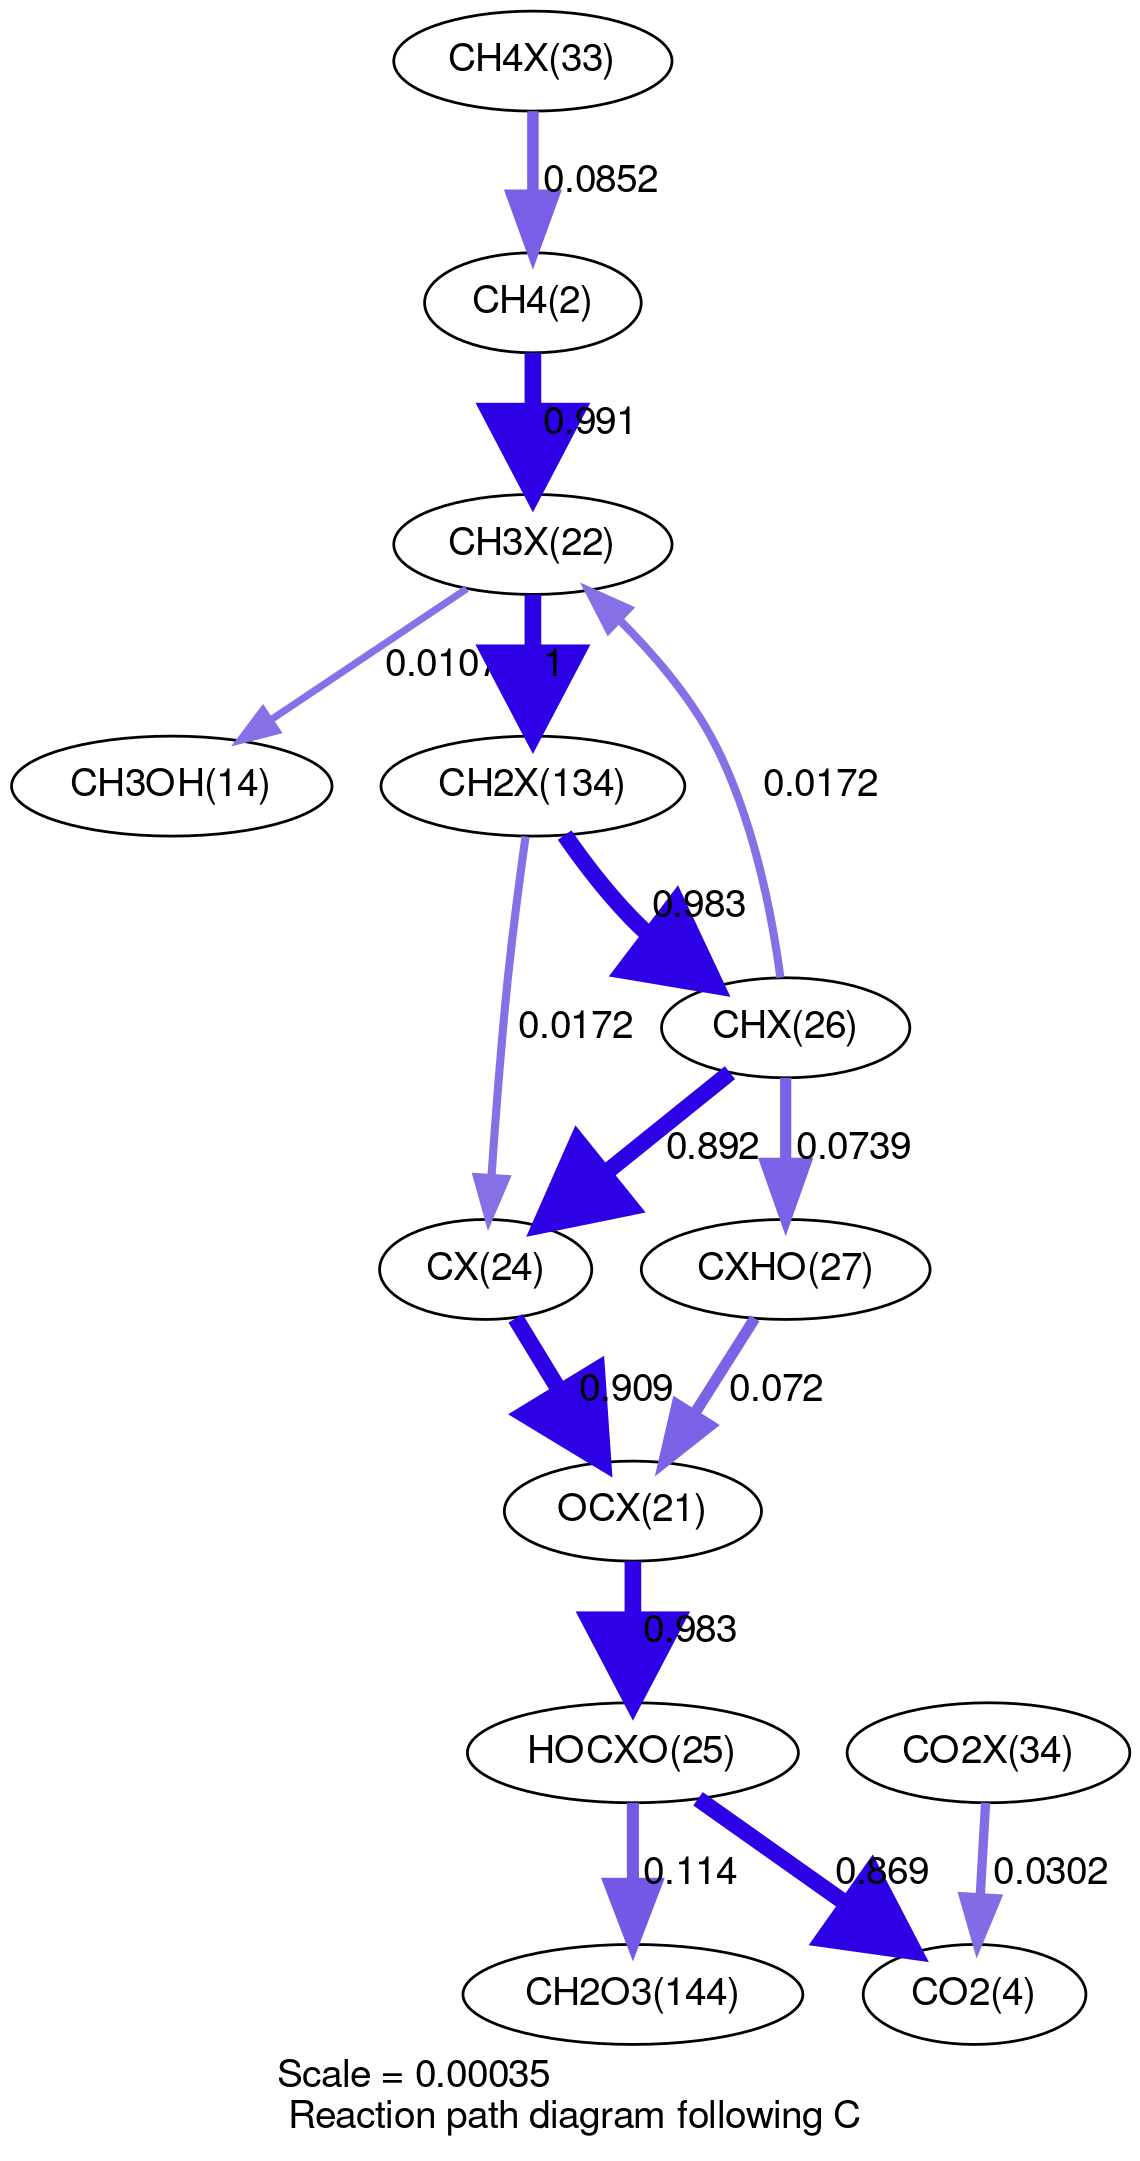 CH4X(33)
0.0852
CH4(2)
0.991
CH3X(22)
0.0107
1
CH3OH(14)
CH2X(134)
0.0172
0.983
0.0172
CHX(26)
0.892
0.0739
CX(24)
CXHO(27)
0.909
0.072
OCX(21)
0.983
HOCXO(25)
CO2X(34)
0.114
0.869
0.0302
CH2O3(144)
CO2(4)
Scale = 0.00035
Reaction path diagram following C